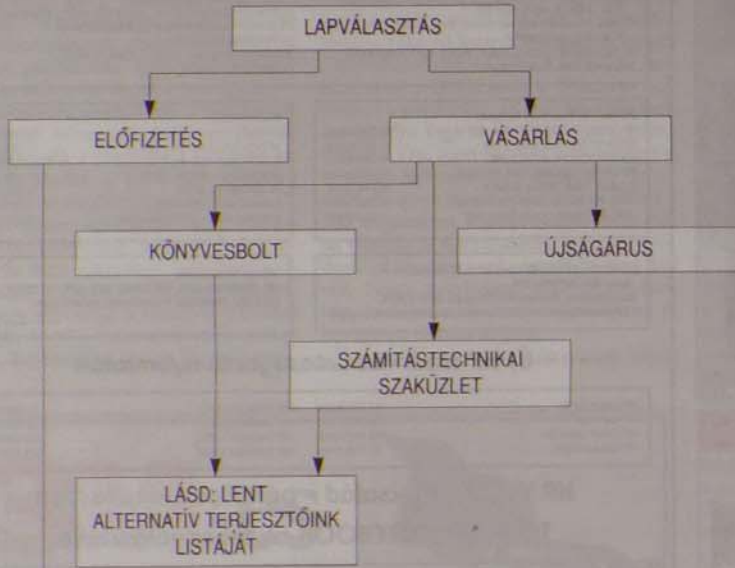 LAPVÁLASZTÁS
ELŐFIZETÉS
VÁSÁRLÁS
KÖNYVESBOLT
ÚJSÁGÁRUS
SZÁMÍTÁSTECHNIKAI
SZAKÜZLET
LÁSD: LENT
ALTERNATÍV TERJESZTŐINK
LISTÁJÁT